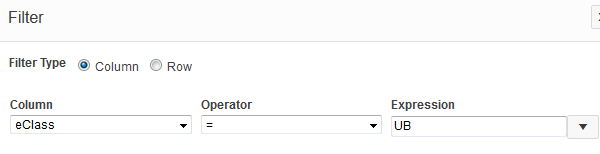 Filter
Filter Type Column Row
Column Operator Expression
eClass = UB